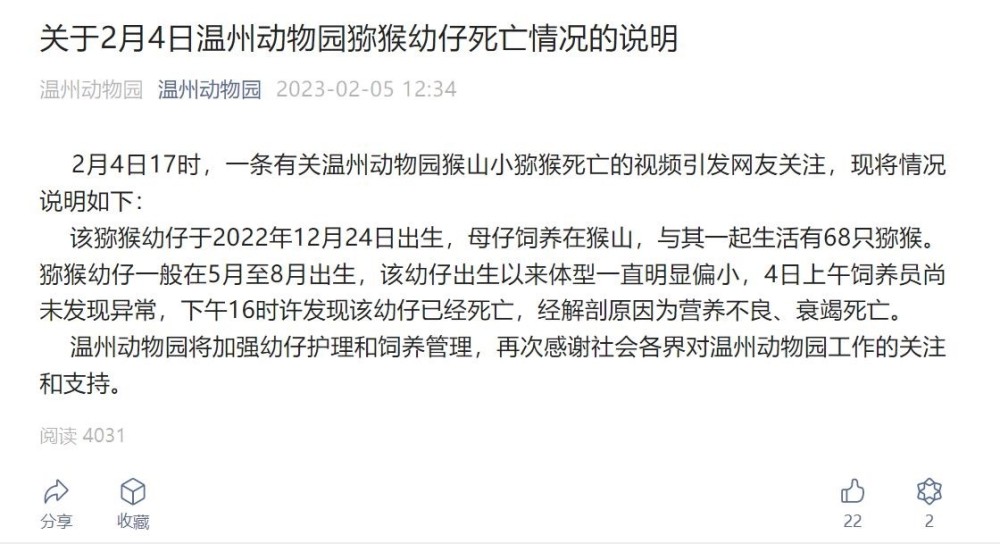 关于2月4日温州动物园猕猴幼仔死亡情况的说明
温州动物园 温州动物园 2023-02-05 12:34
2月4日17时，一条有关温州动物园猴山小猕猴死亡的视频引发网友关注，现将情况
说明如下：
该猕猴幼仔于2022年12月24日出生，母仔饲养在猴山，与其一起生活有68只猕猴。
猕猴幼仔一般在5月至8月出生，该幼仔出生以来体型一直明显偏小，4日上午饲养员尚
未发现异常，下午16时许发现该幼仔已经死亡，经解剖原因为营养不良、衰竭死亡。
温州动物园将加强幼仔护理和饲养管理，再次感谢社会各界对温州动物园工作的关注
和支持。
阅读 4031
分享 收藏 22 2